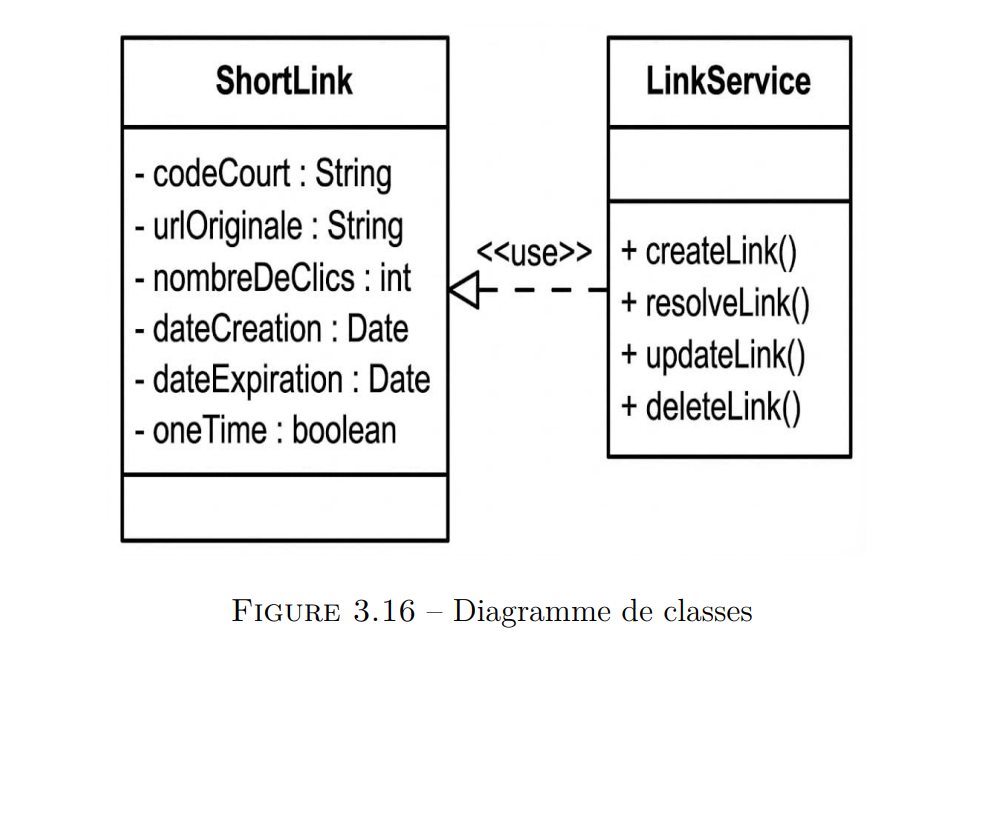 ShortLink
- codeCourt : String
- urlOriginale : String
- nombreDeClics : int
- dateCreation : Date
- dateExpiration : Date
- oneTime : boolean
<<use>>
LinkService
+ createLink()
+ resolveLink()
+ updateLink()
+ deleteLink()
FIGURE 3.16 – Diagramme de classes